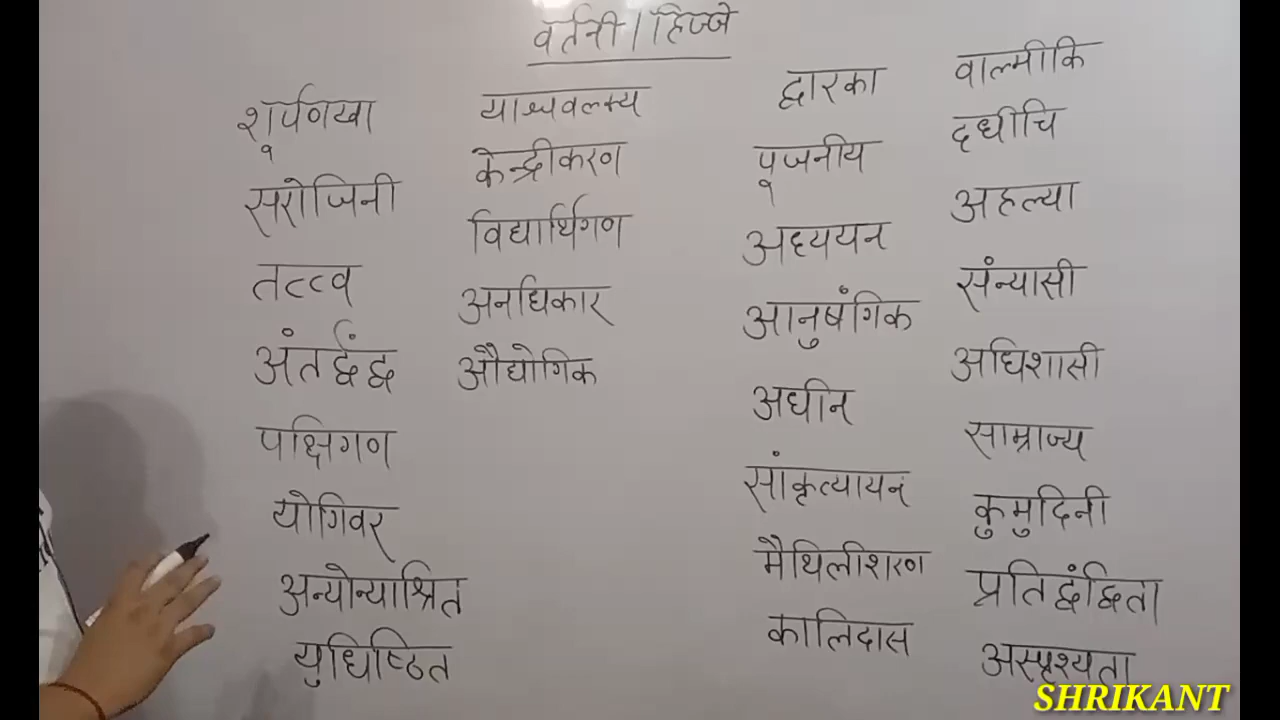 वर्तनी/हिज्जे
शूर्पणखा
सरोजिनी
तत्त्व
अंतर्द्वंद्व
पक्षिगण
योगिवर
अन्योन्याश्रित
युधिष्ठित
याज्ञवल्क्य
केन्द्रीकरण
विद्यार्थिगण
अनधिकार
औद्योगिक
द्वारका
पूजनीय
अध्ययन
आनुषंगिक
अधीन
सांकृत्यायन
मैथिलीशरण
कालिदास
वाल्मीकि
दधीचि
अहल्या
संन्यासी
अधिशासी
साम्राज्य
कुमुदिनी
प्रतिद्वंद्विता
अस्पृश्यता
SHRIKANT